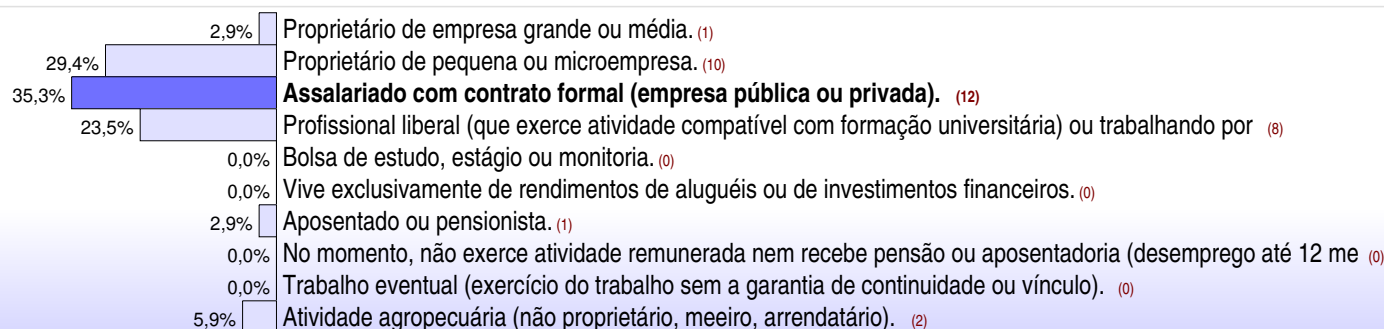 2,9% Proprietário de empresa grande ou média. (1)
29,4% Proprietário de pequena ou microempresa. (10)
35,3% Assalariado com contrato formal (empresa pública ou privada). (12)
23,5% Profissional liberal (que exerce atividade compatível com formação universitária) ou trabalhando por (8)
0,0% Bolsa de estudo, estágio ou monitoria. (0)
0,0% Vive exclusivamente de rendimentos de aluguéis ou de investimentos financeiros. (0)
2,9% Aposentado ou pensionista. (1)
0,0% No momento, não exerce atividade remunerada nem recebe pensão ou aposentadoria (desemprego até 12 me (0)
0,0% Trabalho eventual (exercício do trabalho sem a garantia de continuidade ou vínculo). (0)
5,9% Atividade agropecuária (não proprietário, meeiro, arrendatário). (2)